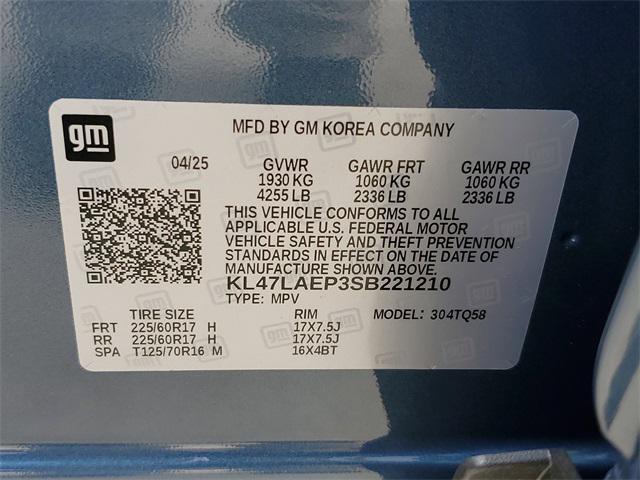 gm
MFD BY GM KOREA COMPANY
04/25 GVWR GAWR FRT GAWR RR
1930 KG 1060 KG 1060 KG
4255 LB 2336 LB 2336 LB
THIS VEHICLE CONFORMS TO ALL
APPLICABLE U.S. FEDERAL MOTOR
VEHICLE SAFETY AND THEFT PREVENTION
STANDARDS IN EFFECT ON THE DATE OF
MANUFACTURE SHOWN ABOVE.
KL47LAEP3SB221210
TYPE: MPV
TIRE SIZE RIM MODEL: 304TQ58
FRT 225/60R17 H 17X7.5J
RR 225/60R17 H 17X7.5J
SPA T125/70R16 M 16X4BT